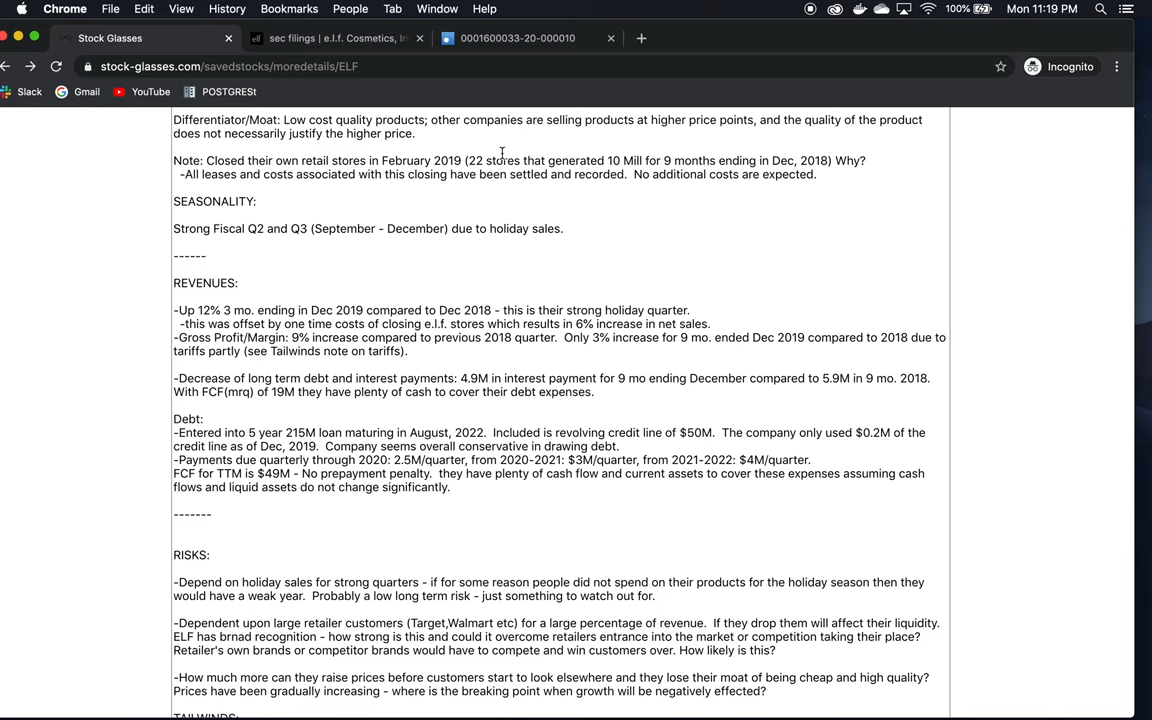 Chrome File Edit View History Bookmarks People Tab Window Help 100% Mon 11:19 PM
Stock Glasses sec filings | e.l.f. Cosmetics, In 0001600033-20-000010
stock-glasses.com/savedstocks/moredetails/ELF Incognito
Slack Gmail YouTube POSTGRESt
Differentiator/Moat: Low cost quality products; other companies are selling products at higher price points, and the quality of the product
does not necessarily justify the higher price.
Note: Closed their own retail stores in February 2019 (22 stores that generated 10 Mill for 9 months ending in Dec, 2018) Why?
-All leases and costs associated with this closing have been settled and recorded. No additional costs are expected.
SEASONALITY:
Strong Fiscal Q2 and Q3 (September - December) due to holiday sales.
------
REVENUES:
-Up 12% 3 mo. ending in Dec 2019 compared to Dec 2018 - this is their strong holiday quarter.
-this was offset by one time costs of closing e.l.f. stores which results in 6% increase in net sales.
-Gross Profit/Margin: 9% increase compared to previous 2018 quarter. Only 3% increase for 9 mo. ended Dec 2019 compared to 2018 due to
tariffs partly (see Tailwinds note on tariffs).
-Decrease of long term debt and interest payments: 4.9M in interest payment for 9 mo ending December compared to 5.9M in 9 mo. 2018.
With FCF(mrq) of 19M they have plenty of cash to cover their debt expenses.
Debt:
-Entered into 5 year 215M loan maturing in August, 2022. Included is revolving credit line of $50M. The company only used $0.2M of the
credit line as of Dec, 2019. Company seems overall conservative in drawing debt.
-Payments due quarterly through 2020: 2.5M/quarter, from 2020-2021: $3M/quarter, from 2021-2022: $4M/quarter.
FCF for TTM is $49M - No prepayment penalty. they have plenty of cash flow and current assets to cover these expenses assuming cash
flows and liquid assets do not change significantly.
-------
RISKS:
-Depend on holiday sales for strong quarters - if for some reason people did not spend on their products for the holiday season then they
would have a weak year. Probably a low long term risk - just something to watch out for.
-Dependent upon large retailer customers (Target,Walmart etc) for a large percentage of revenue. If they drop them will affect their liquidity.
ELF has brnad recognition - how strong is this and could it overcome retailers entrance into the market or competition taking their place?
Retailer's own brands or competitor brands would have to compete and win customers over. How likely is this?
-How much more can they raise prices before customers start to look elsewhere and they lose their moat of being cheap and high quality?
Prices have been gradually increasing - where is the breaking point when growth will be negatively effected?
TAILWINDS: